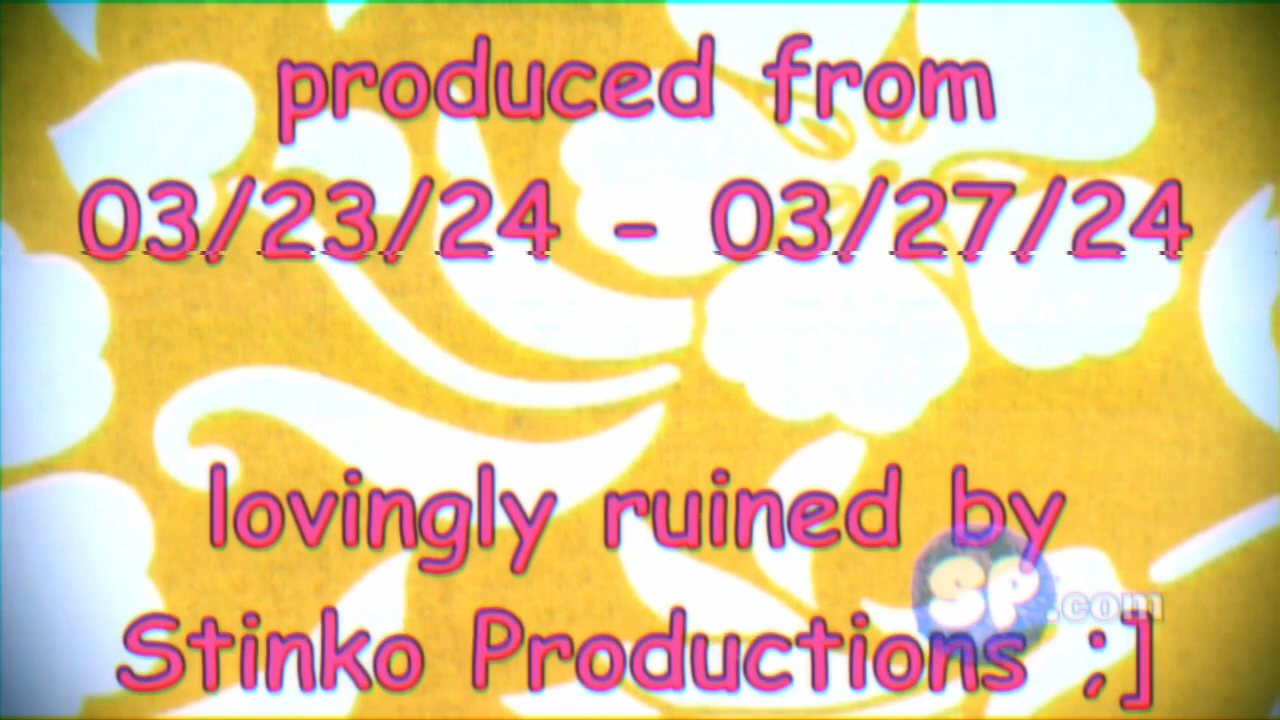 produced from
03/23/24 - 03/27/24
lovingly ruined by
SP.com
Stinko Productions ;]